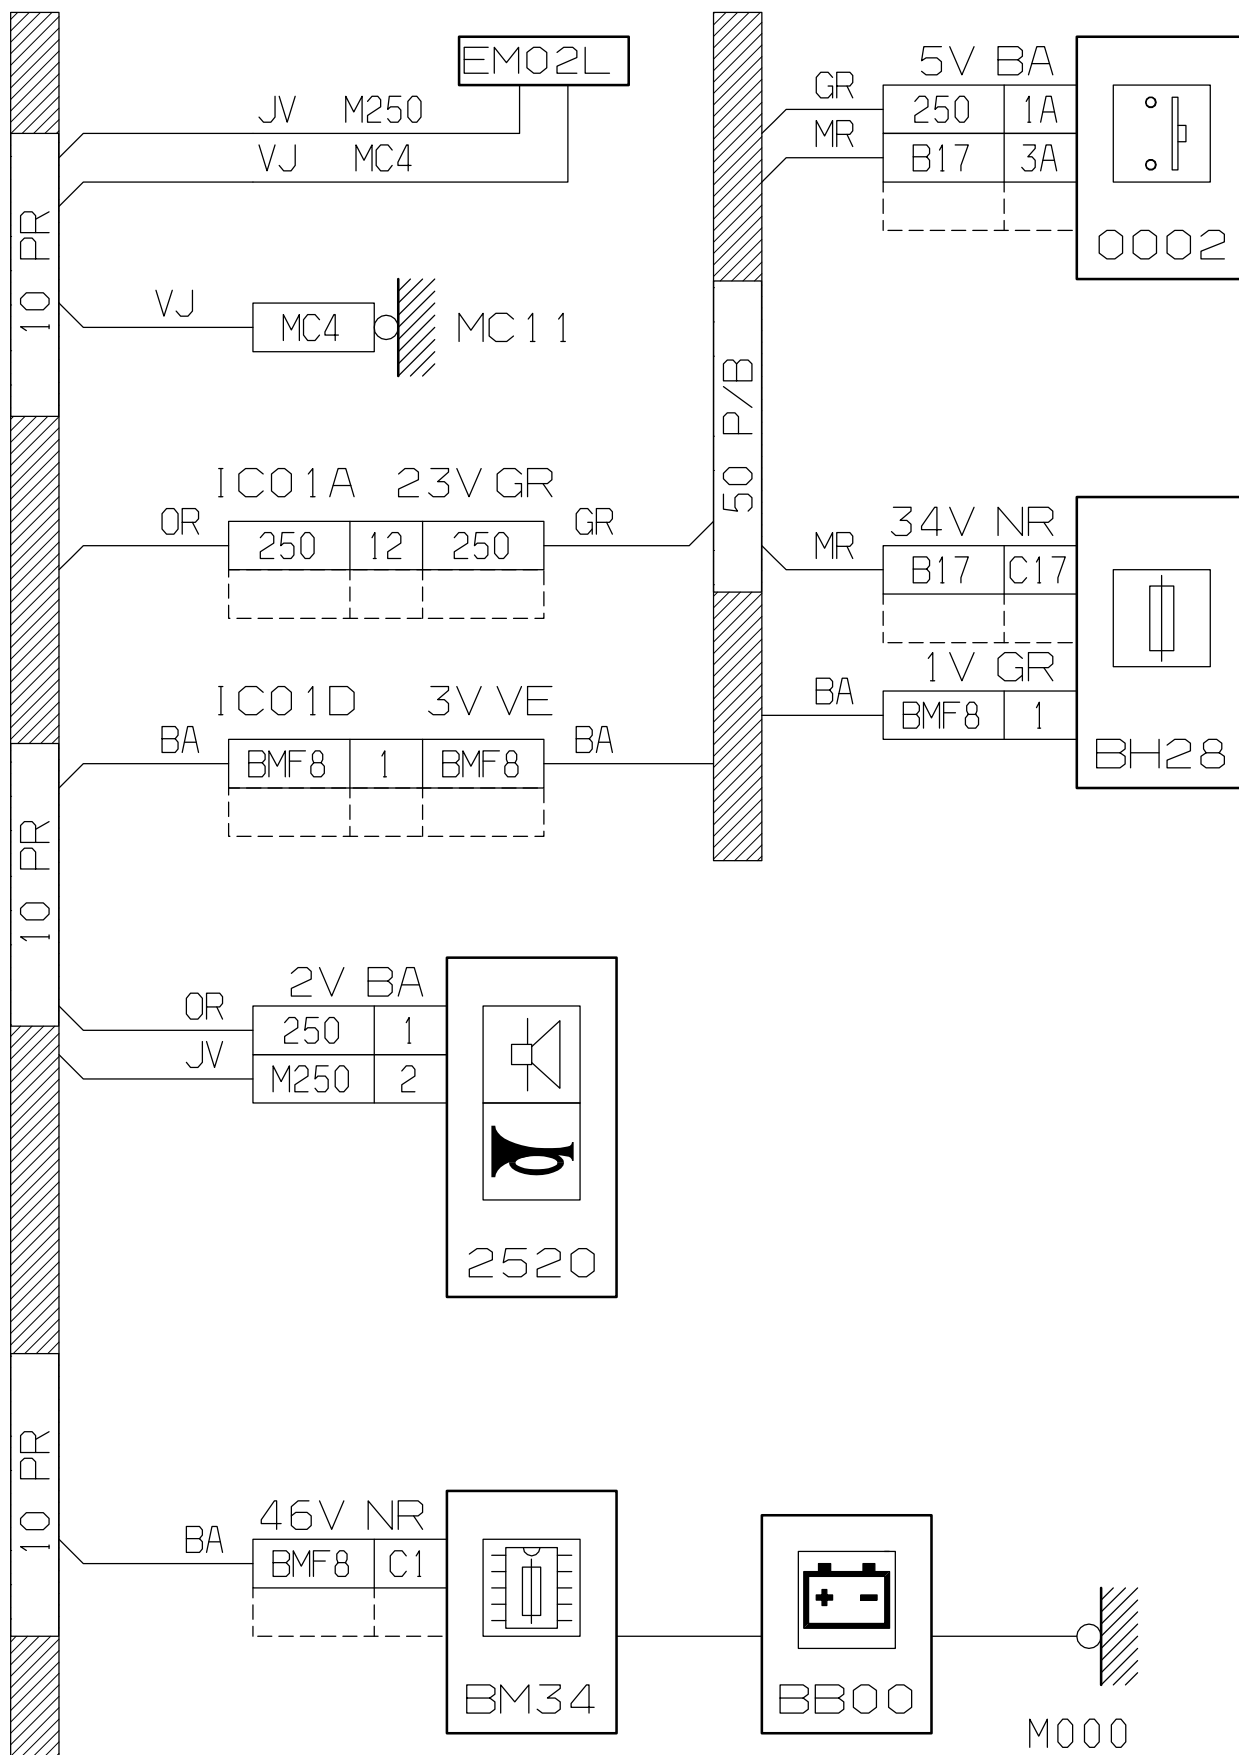 EM02L
JV M250
VJ MC4
10 PR
VJ
MC4
MC11
5V BA
GR
250 1A
MR
B17 3A
0002
50 P/B
IC01A 23V GR
OR
250 12 250
GR
34V NR
MR
B17 C17
1V GR
BA
BMF8 1
BH28
IC01D 3V VE
BA
BMF8 1 BMF8
BA
10 PR
2V BA
OR
250 1
JV
M250 2
2520
10 PR
46V NR
BA
BMF8 C1
BM34
BB00
M000